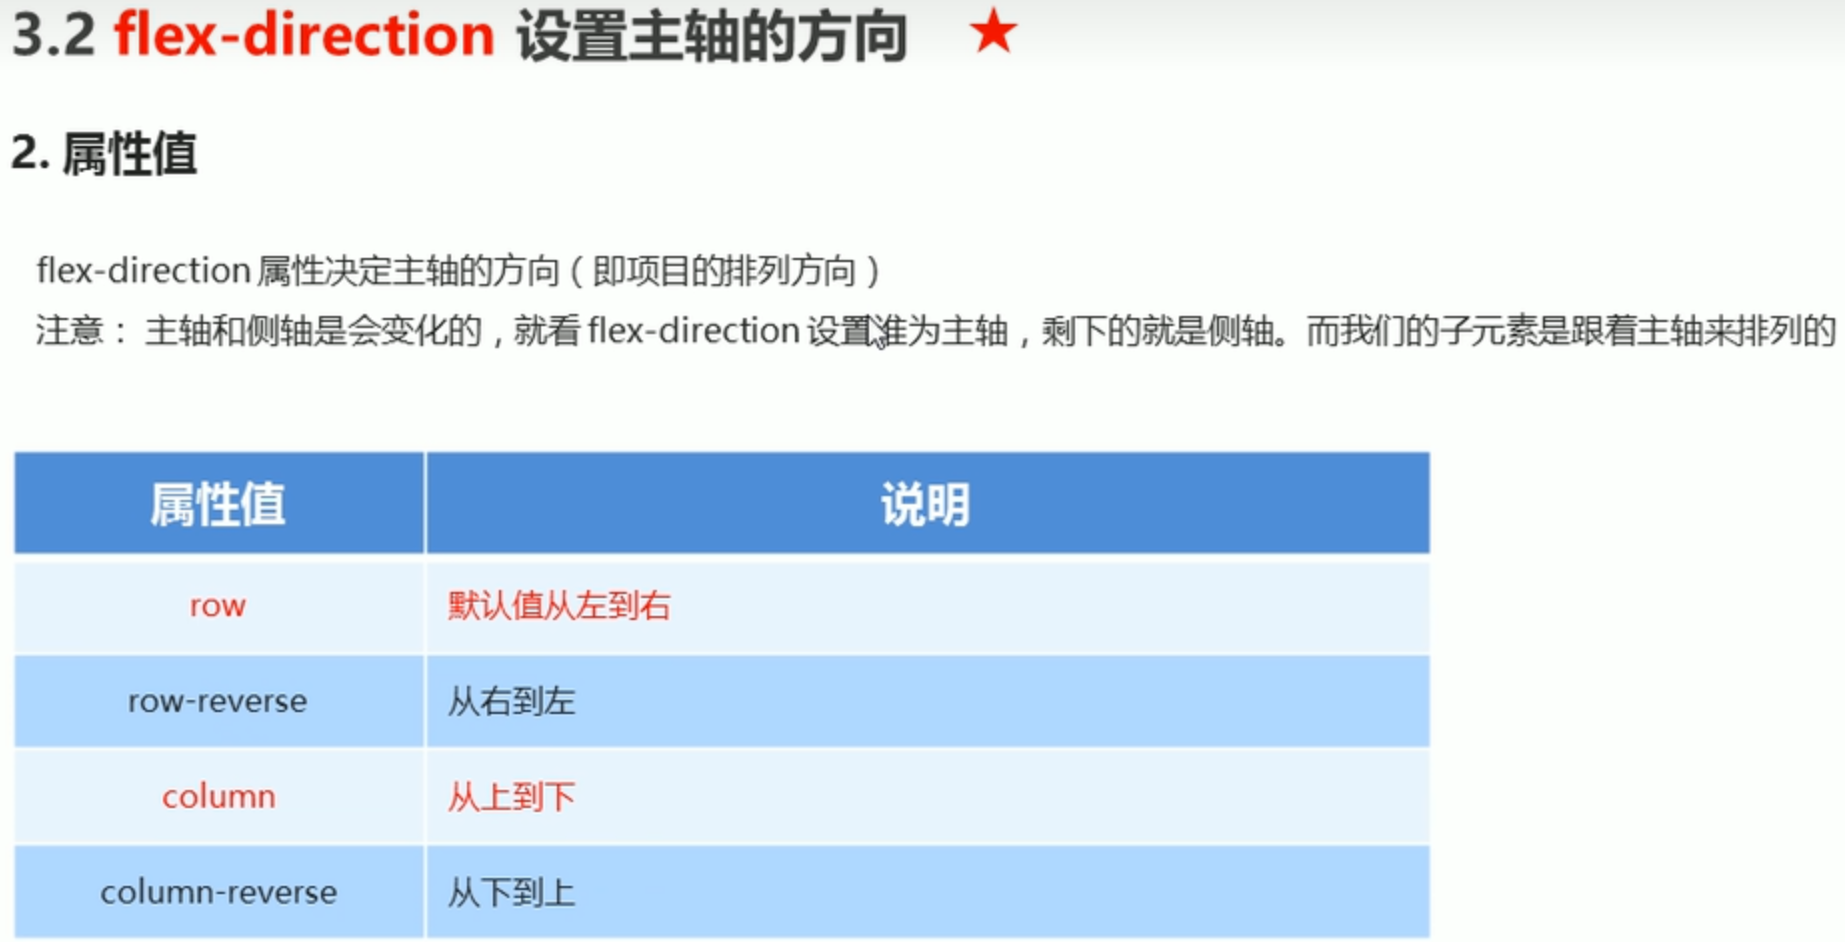 3.2 flex-direction 设置主轴的方向 ★
2. 属性值
flex-direction 属性决定主轴的方向（即项目的排列方向）
注意： 主轴和侧轴是会变化的，就看 flex-direction 设置谁为主轴，剩下的就是侧轴。而我们的子元素是跟着主轴来排列的
属性值 说明
row 默认值从左到右
row-reverse 从右到左
column 从上到下
column-reverse 从下到上